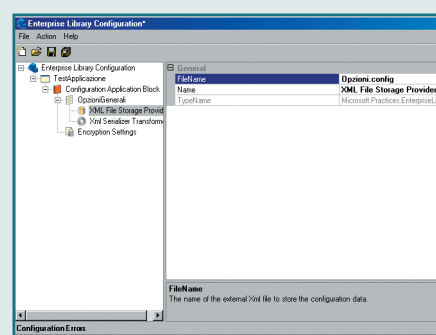 Enterprise Library Configuration*
File Action Help
Enterprise Library Configuration
TestApplicazione
Configuration Application Block
OpzioniGenerali
XML File Storage Provid
Xml Serializer Transform
Encryption Settings
General
FileName Opzioni.config
Name XML File Storage Provider
TypeName Microsoft.Practices.EnterpriseLi
FileName
The name of the external Xml file to store the configuration data.
Configuration Errors